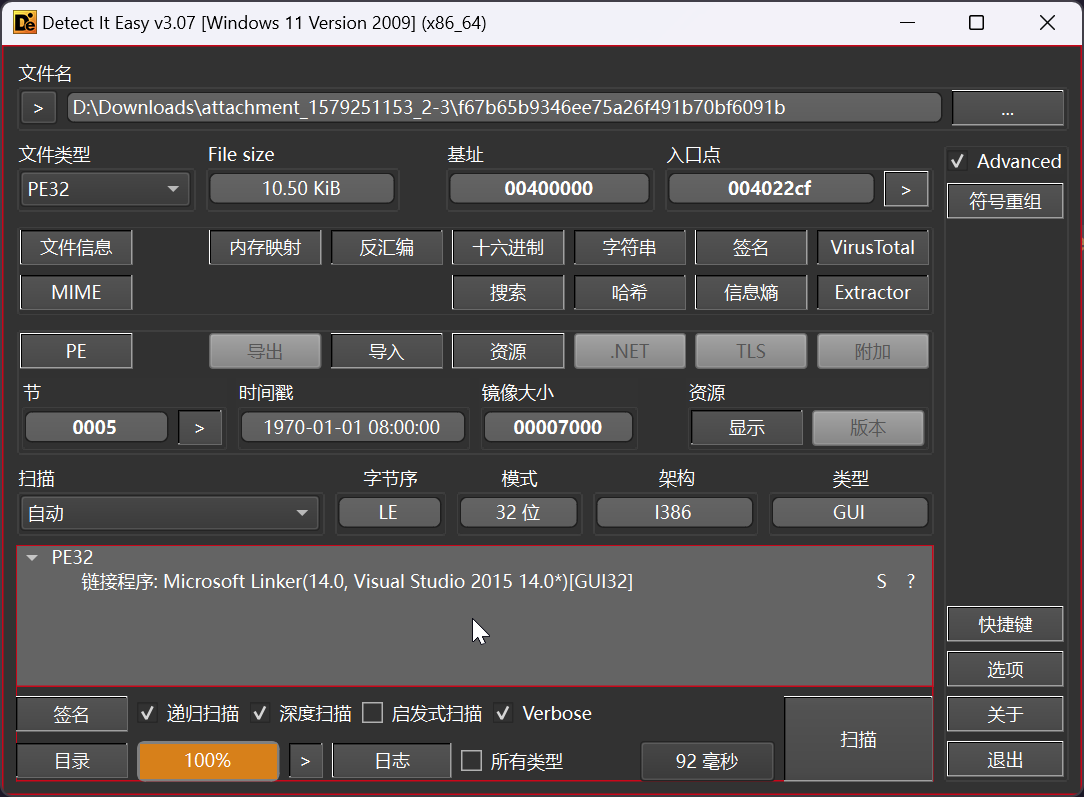 Detect It Easy v3.07 [Windows 11 Version 2009] (x86_64)
文件名
> D:\Downloads\attachment_1579251153_2-3\f67b65b9346ee75a26f491b70bf6091b ...
文件类型 File size 基址 入口点
Advanced
PE32 10.50 KiB 00400000 004022cf >
符号重组
文件信息 内存映射 反汇编 十六进制 字符串 签名 VirusTotal
MIME 搜索 哈希 信息熵 Extractor
PE 导出 导入 资源 .NET TLS 附加
节 时间戳 镜像大小 资源
0005 > 1970-01-01 08:00:00 00007000 显示 版本
扫描 字节序 模式 架构 类型
自动 LE 32 位 I386 GUI
PE32
链接程序: Microsoft Linker(14.0, Visual Studio 2015 14.0*)[GUI32] S ?
快捷键
选项
签名 递归扫描 深度扫描 启发式扫描 Verbose
关于
扫描
目录 100% > 日志 所有类型 92 毫秒
退出